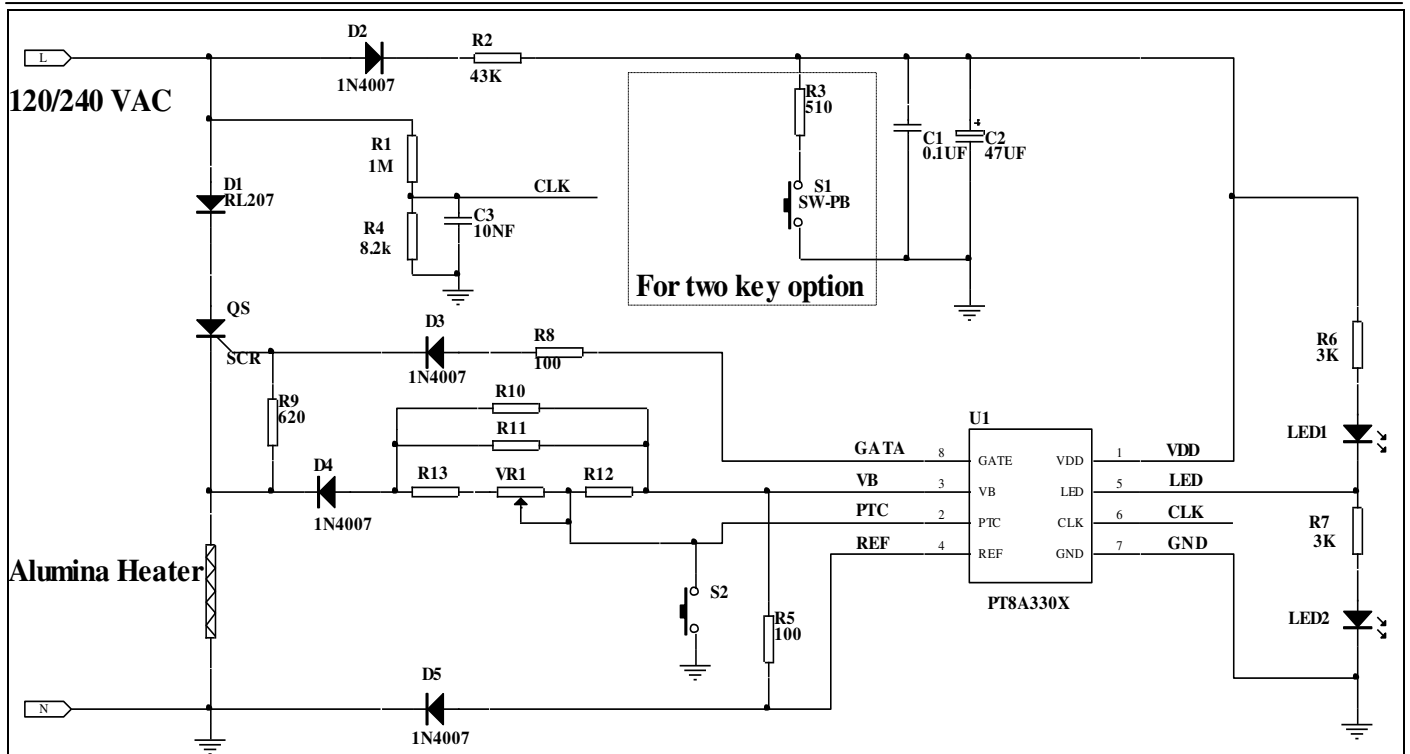 L
120/240 VAC
D2
1N4007
R2
43K
R3
510
S1
SW-PB
C1
0.1UF
+
C2
47UF
For two key option
R1
1M
CLK
D1
RL207
R4
8.2k
C3
10NF
QS
SCR
D3
1N4007
R8
100
R9
620
R10
R11
D4
1N4007
R13
VR1
R12
GATA
VB
PTC
REF
8
3
2
4
U1
GATE
VB
PTC
REF
VDD
LED
CLK
GND
PT8A330X
1
5
6
7
VDD
LED
CLK
GND
R6
3K
LED1
R7
3K
LED2
Alumina Heater
S2
R5
100
D5
1N4007
N